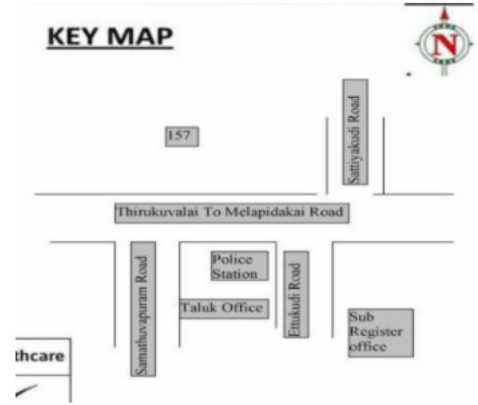 KEY MAP
N
157
Sattiyakudi Road
Thirukuvalai To Melapidakai Road
Samathuvapuram Road
Police
Station
Taluk Office
Ettukudi Road
Sub
Register
office
thcare